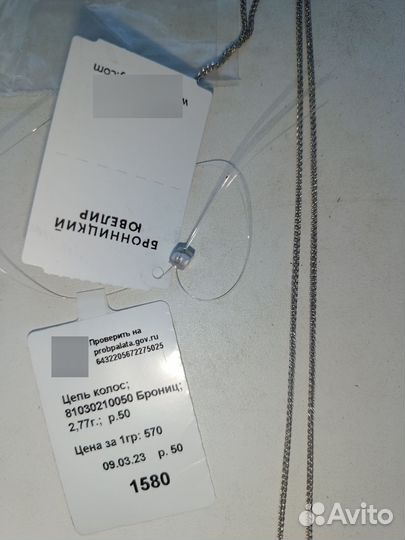 y.com
и
БРОННИЦКИЙ
ЮВЕЛИР
Проверить на
probpalata.gov.ru
6432205672275025
Цепь колос;
81030210050 Брониц;
2,77г.; р.50
Цена за 1гр: 570
09.03.23 р. 50
1580
Avito